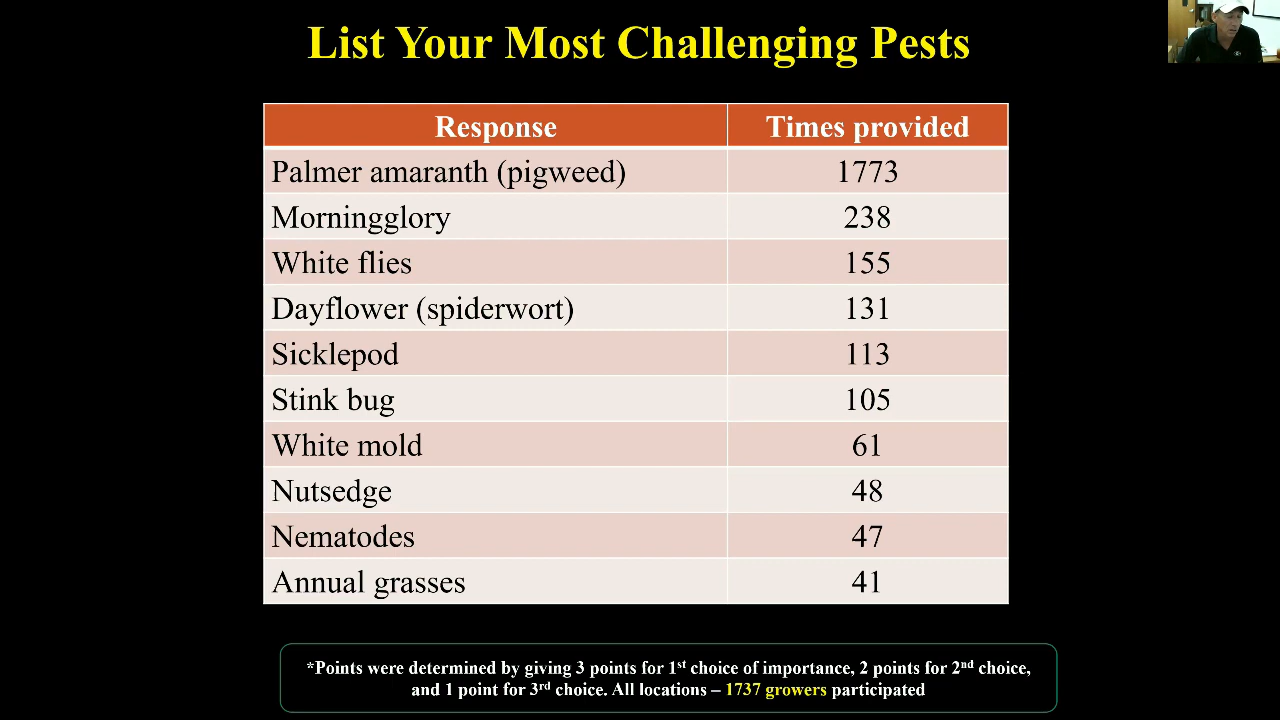 List Your Most Challenging Pests
Response Times provided
Palmer amaranth (pigweed) 1773
Morningglory 238
White flies 155
Dayflower (spiderwort) 131
Sicklepod 113
Stink bug 105
White mold 61
Nutsedge 48
Nematodes 47
Annual grasses 41
*Points were determined by giving 3 points for 1st choice of importance, 2 points for 2nd choice,
and 1 point for 3rd choice. All locations – 1737 growers participated